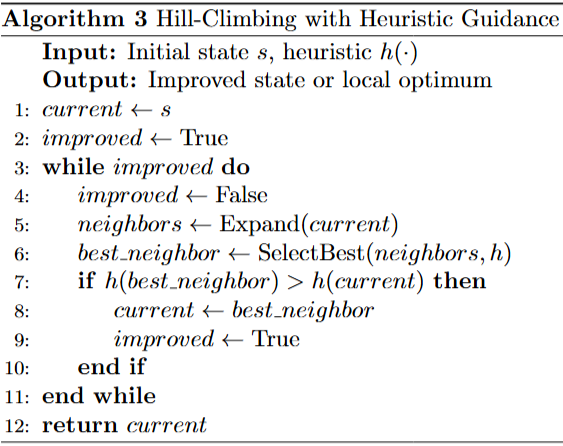 Algorithm 3 Hill-Climbing with Heuristic Guidance
Input: Initial state s, heuristic h(·)
Output: Improved state or local optimum
1: current ← s
2: improved ← True
3: while improved do
4: improved ← False
5: neighbors ← Expand(current)
6: best_neighbor ← SelectBest(neighbors, h)
7: if h(best_neighbor) > h(current) then
8: current ← best_neighbor
9: improved ← True
10: end if
11: end while
12: return current